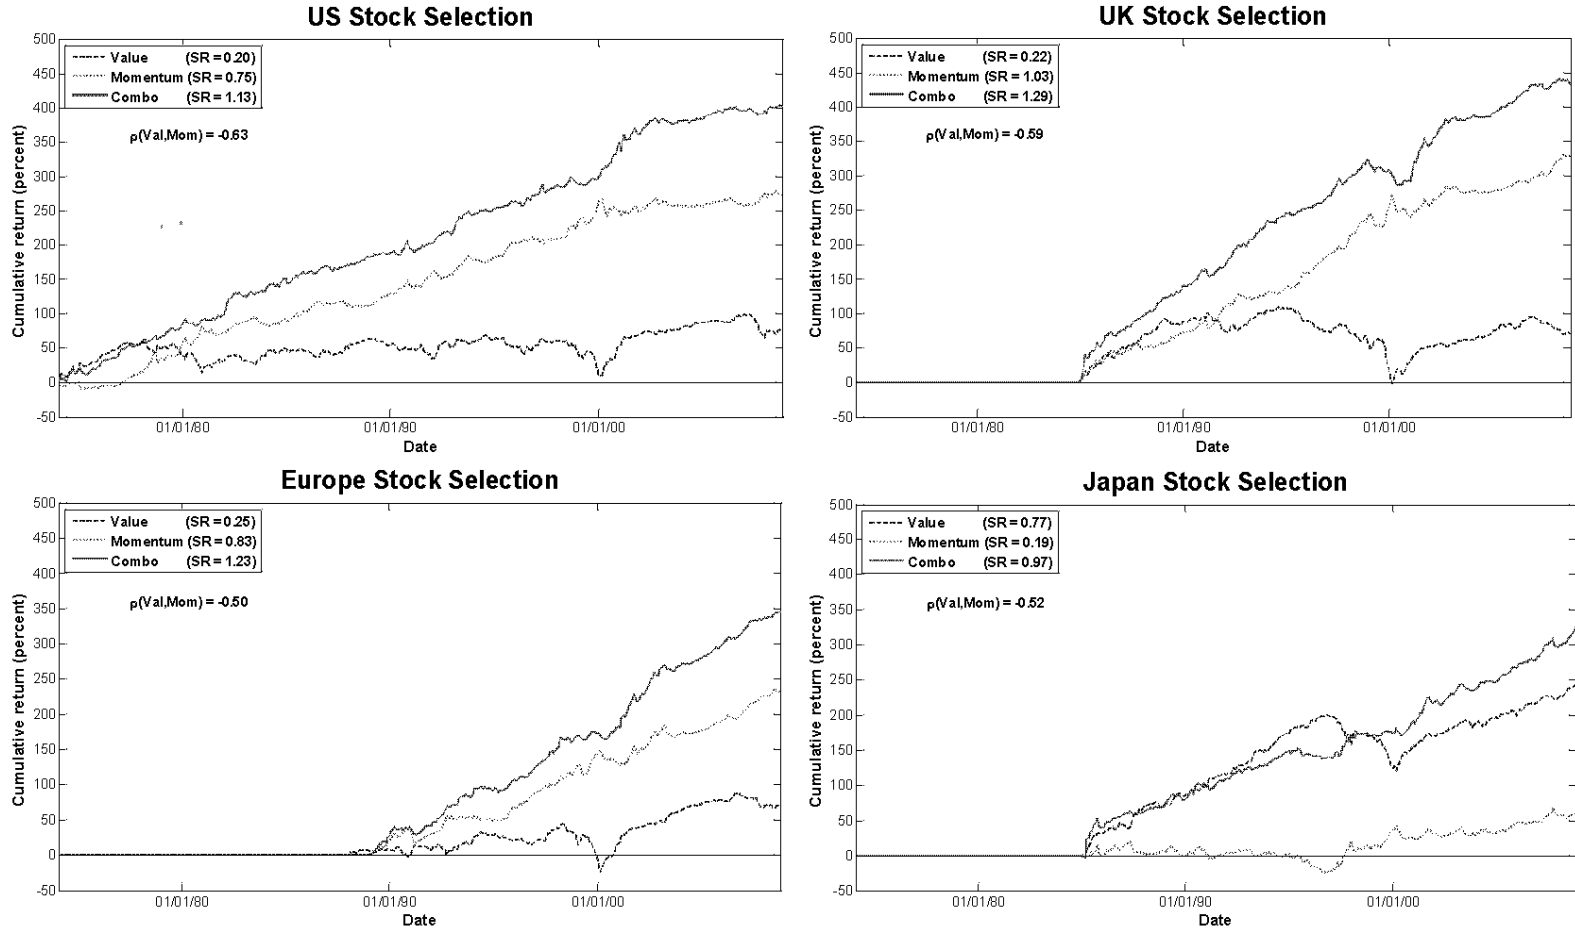 US Stock Selection
500
450
400
350
300
250
200
150
100
50
0
-50
Cumulative return (percent)
Value (SR = 0.20)
Momentum (SR = 0.75)
Combo (SR = 1.13)
ρ(Val,Mom) = -0.63
01/01/80 01/01/90 01/01/00
Date
UK Stock Selection
500
450
400
350
300
250
200
150
100
50
0
-50
Cumulative return (percent)
Value (SR = 0.22)
Momentum (SR = 1.03)
Combo (SR = 1.29)
ρ(Val,Mom) = -0.59
01/01/80 01/01/90 01/01/00
Date
Europe Stock Selection
500
450
400
350
300
250
200
150
100
50
0
-50
Cumulative return (percent)
Value (SR = 0.25)
Momentum (SR = 0.83)
Combo (SR = 1.23)
ρ(Val,Mom) = -0.50
01/01/80 01/01/90 01/01/00
Date
Japan Stock Selection
500
450
400
350
300
250
200
150
100
50
0
-50
Cumulative return (percent)
Value (SR = 0.77)
Momentum (SR = 0.19)
Combo (SR = 0.97)
ρ(Val,Mom) = -0.52
01/01/80 01/01/90 01/01/00
Date